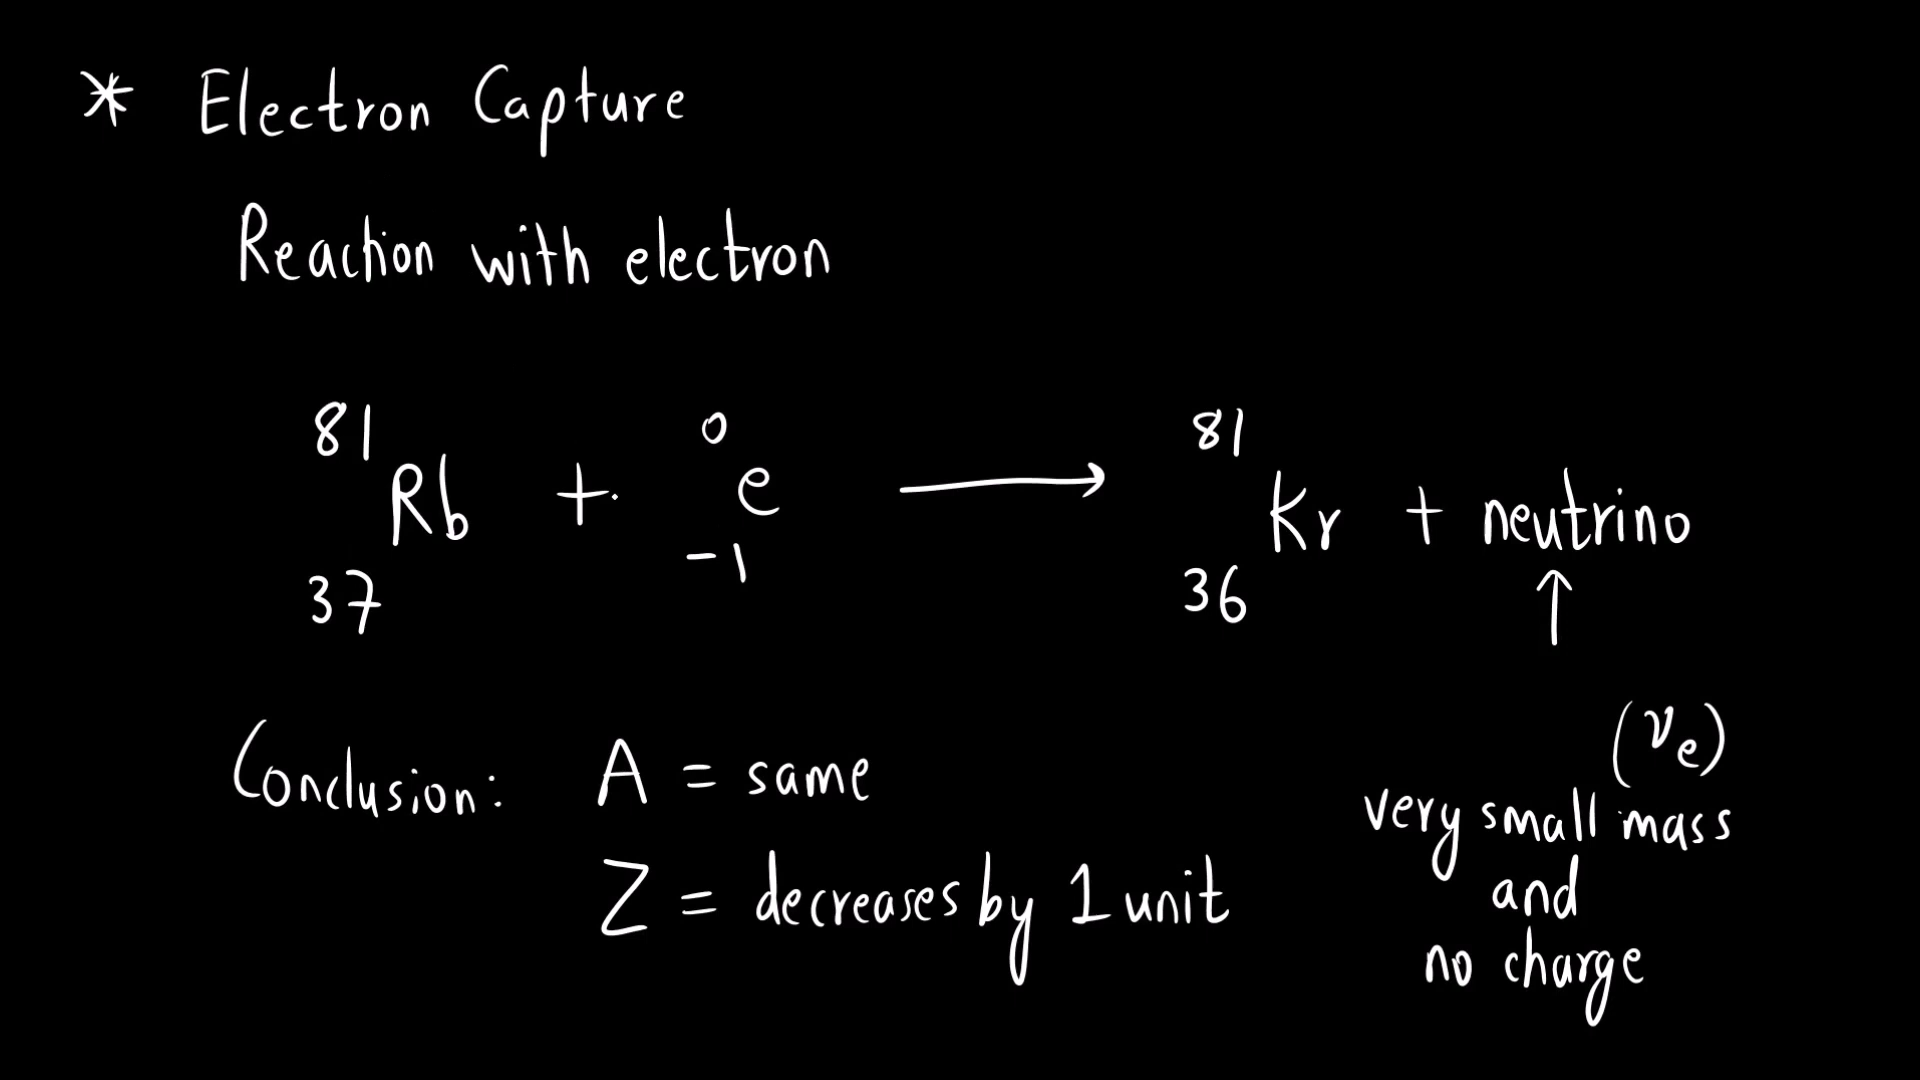 * Electron Capture
Reaction with electron
81 0 81
Rb + e → Kr + neutrino
37 -1 36
↑
(νe)
Conclusion: A = same
very small mass
Z = decreases by 1 unit
and
no charge